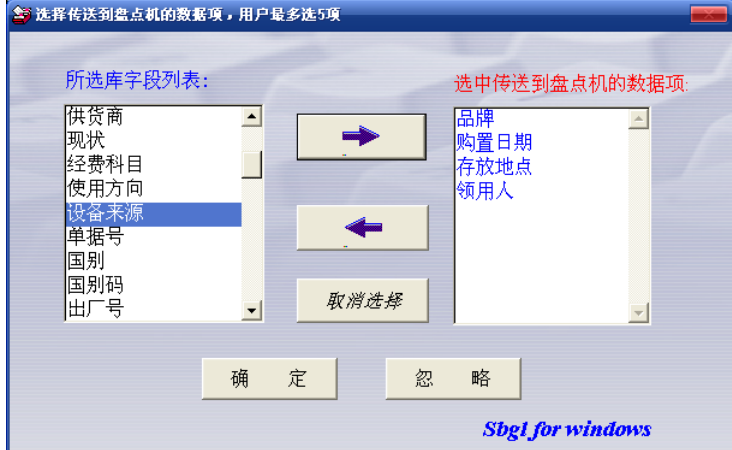 选择传送到盘点机的数据项，用户最多选5项
所选库字段列表:
选中传送到盘点机的数据项:
供货商
现状
经费科目
使用方向
设备来源
单据号
国别
国别码
出厂号
品牌
购置日期
存放地点
领用人
取消选择
确 定
忽 略
Sbgl for windows